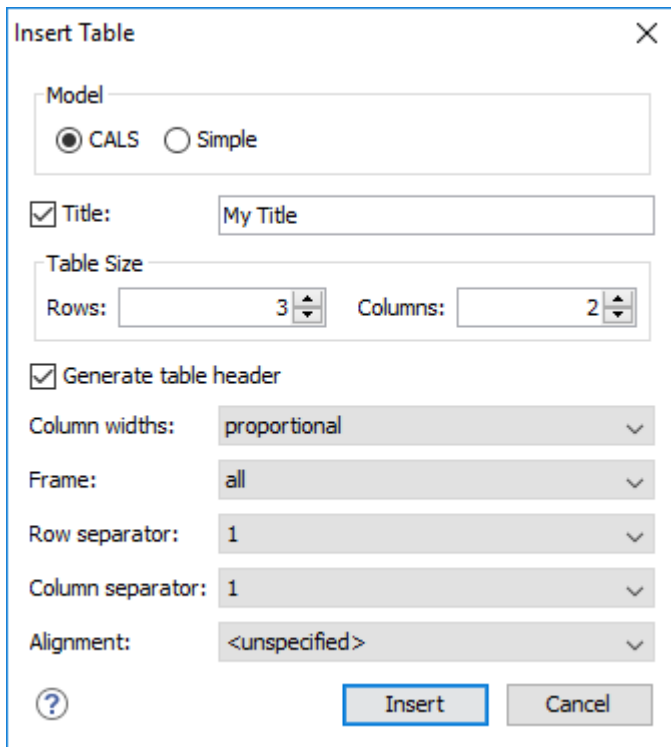 Insert Table
Model
CALS Simple
Title: My Title
Table Size
Rows: 3 Columns: 2
Generate table header
Column widths: proportional
Frame: all
Row separator: 1
Column separator: 1
Alignment: <unspecified>
? Insert Cancel